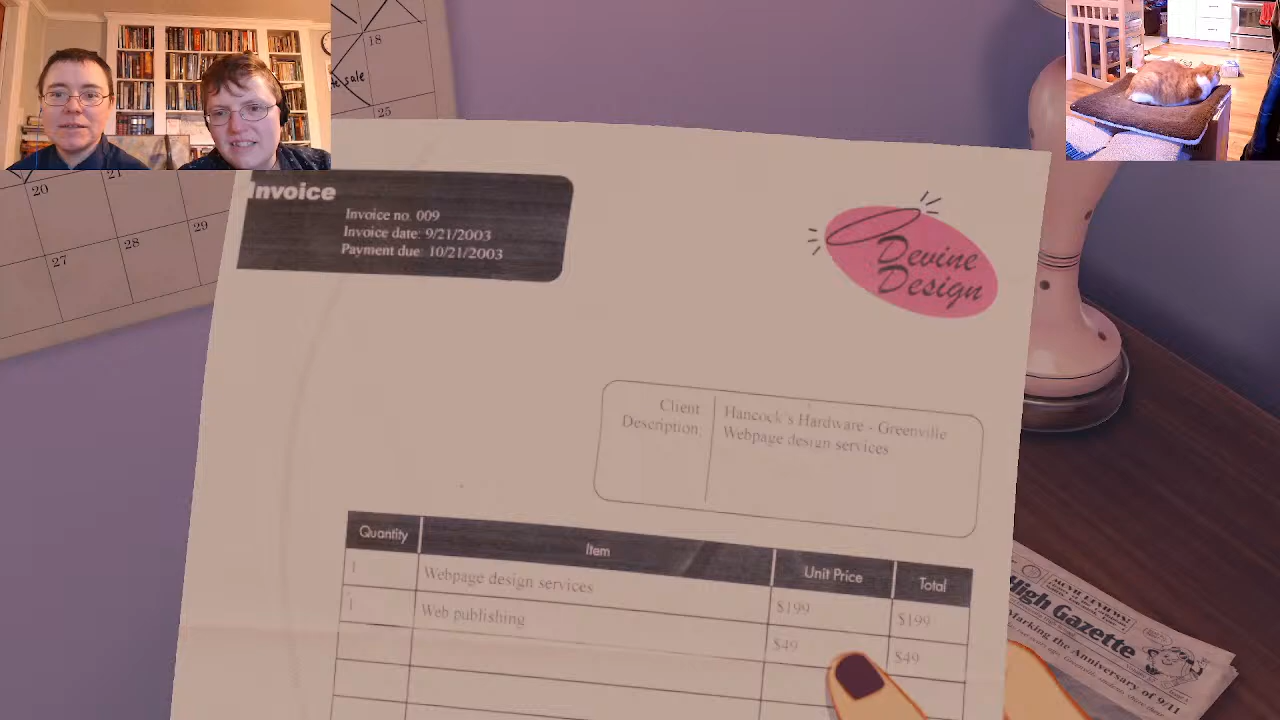 18
sale
25
20
21
27
28
29
Invoice
Invoice no. 009
Invoice date: 9/21/2003
Payment due: 10/21/2003
Devine
Design
Client
Description:
Hancock's Hardware - Greenville
Webpage design services
Quantity
Item
Unit Price
Total
1
Webpage design services
$199
$199
1
Web publishing
$49
$49
High Gazette
Marking the Anniversary of 9/11